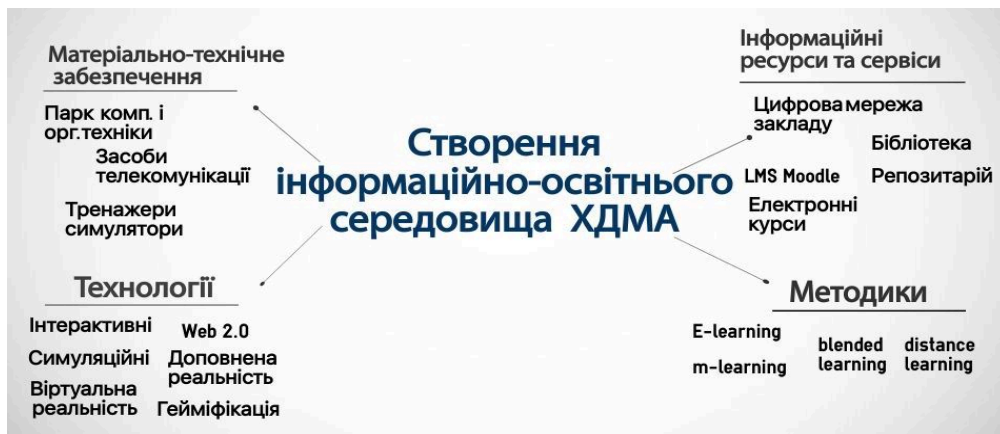 Матеріально-технічне
забезпечення
Парк комп. і
орг.техніки
Засоби
телекомунікації
Тренажери
симулятори
Інформаційні
ресурси та сервіси
Цифрова мережа
закладу
Бібліотека
LMS Moodle
Репозитарій
Електронні
курси
Створення
інформаційно-освітнього
середовища ХДМА
Технології
Інтерактивні
Web 2.0
Симуляційні
Доповнена
реальність
Віртуальна
реальність
Гейміфікація
Методики
E-learning
m-learning
blended
learning
distance
learning